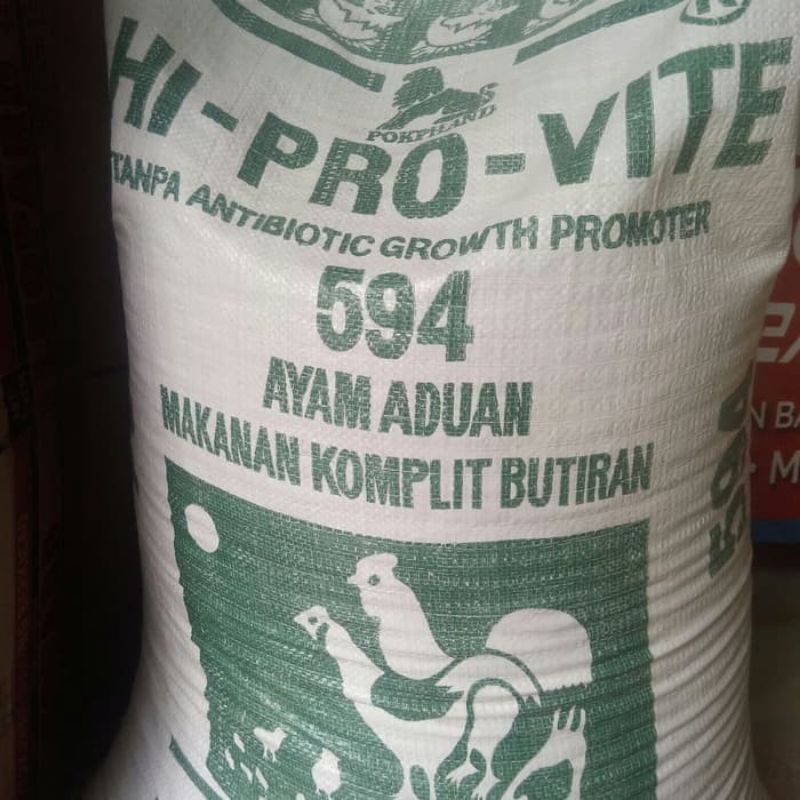 R
POKPHAND
HI-PRO-VITE
TANPA ANTIBIOTIC GROWTH PROMOTER
594
AYAM ADUAN
MAKANAN KOMPLIT BUTIRAN